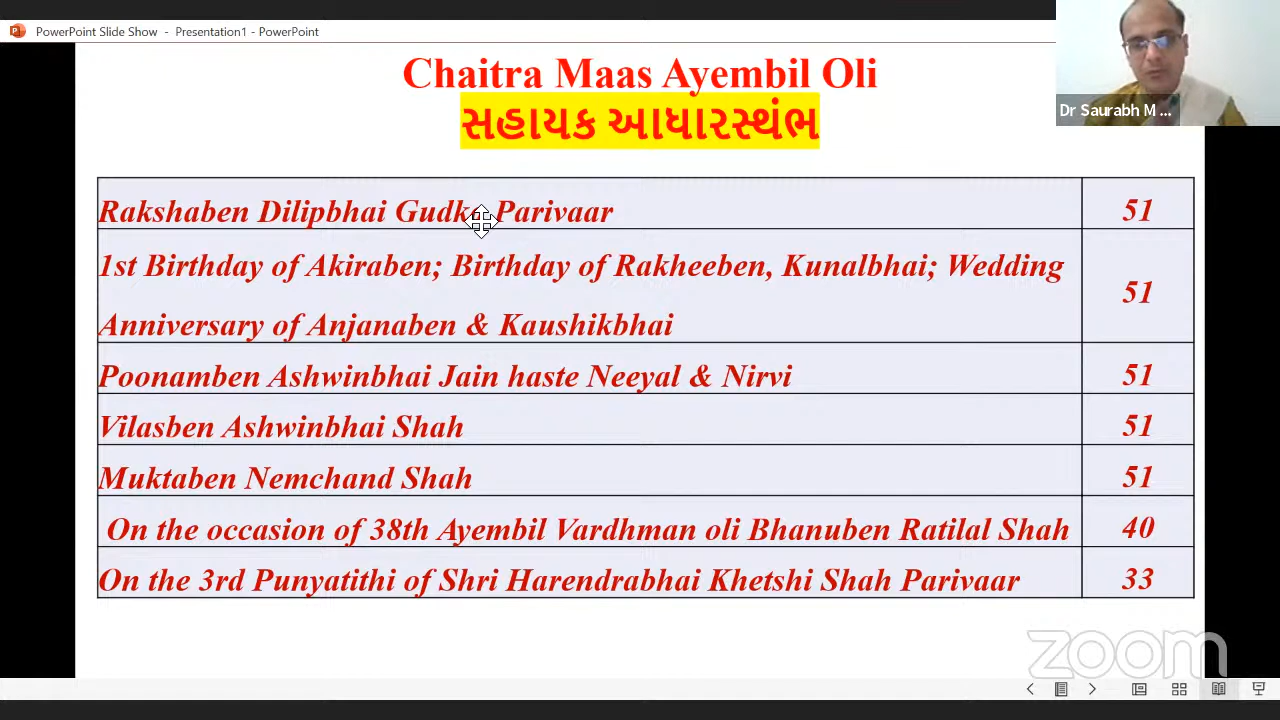 PowerPoint Slide Show - Presentation1 - PowerPoint
Chaitra Maas Ayembil Oli
સહાયક આધારસ્થંભ
Dr Saurabh M ...
Rakshaben Dilipbhai Gudka Parivaar 51
1st Birthday of Akiraben; Birthday of Rakheeben, Kunalbhai; Wedding
Anniversary of Anjanaben & Kaushikbhai 51
Poonamben Ashwinbhai Jain haste Neeyal & Nirvi 51
Vilasben Ashwinbhai Shah 51
Muktaben Nemchand Shah 51
On the occasion of 38th Ayembil Vardhman oli Bhanuben Ratilal Shah 40
On the 3rd Punyatithi of Shri Harendrabhai Khetshi Shah Parivaar 33
zoom